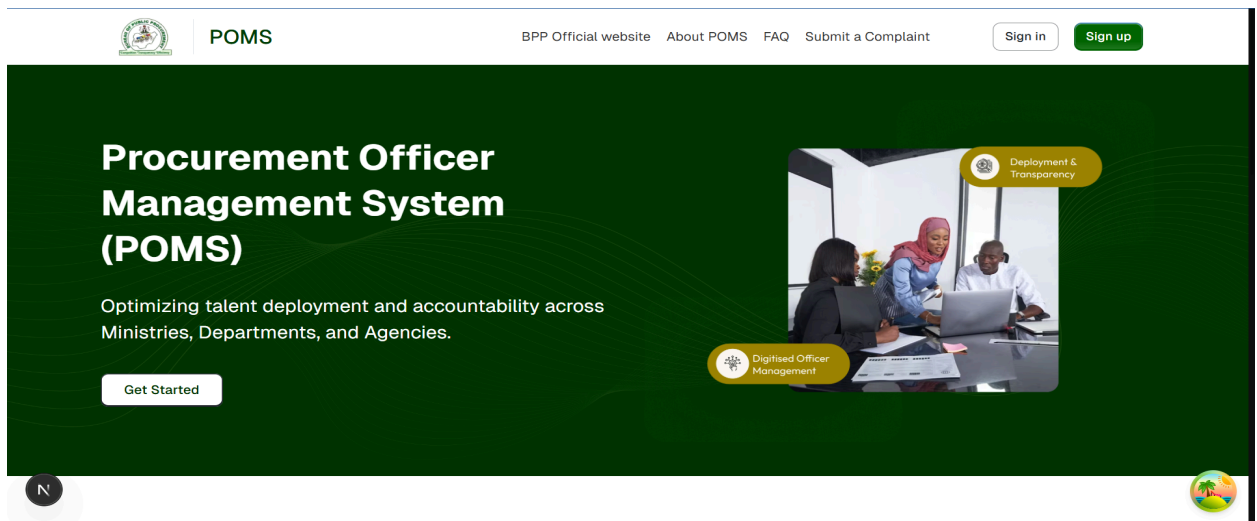 POMS
BPP Official website
About POMS
FAQ
Submit a Complaint
Sign in
Sign up
Procurement Officer
Management System
(POMS)
Optimizing talent deployment and accountability across
Ministries, Departments, and Agencies.
Get Started
Deployment &
Transparency
Digitised Officer
Management
N